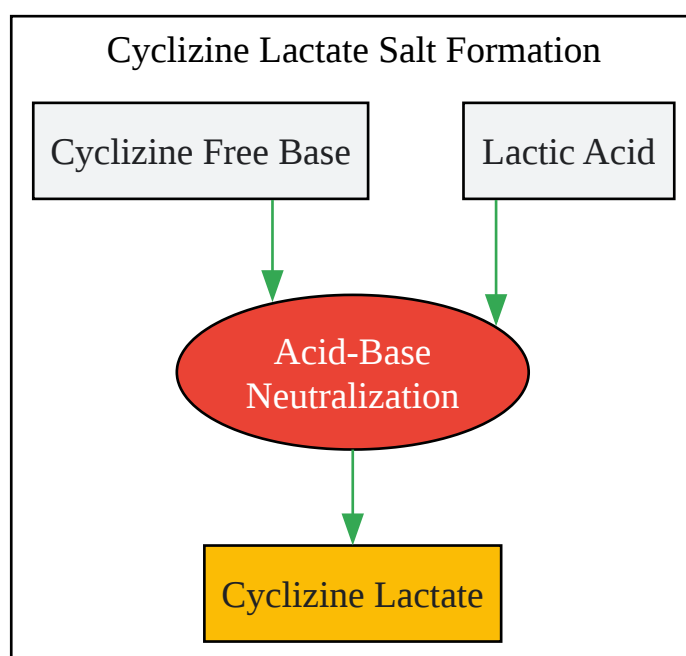 Cyclizine Lactate Salt Formation
Cyclizine Free Base
Lactic Acid
Acid-Base
Neutralization
Cyclizine Lactate